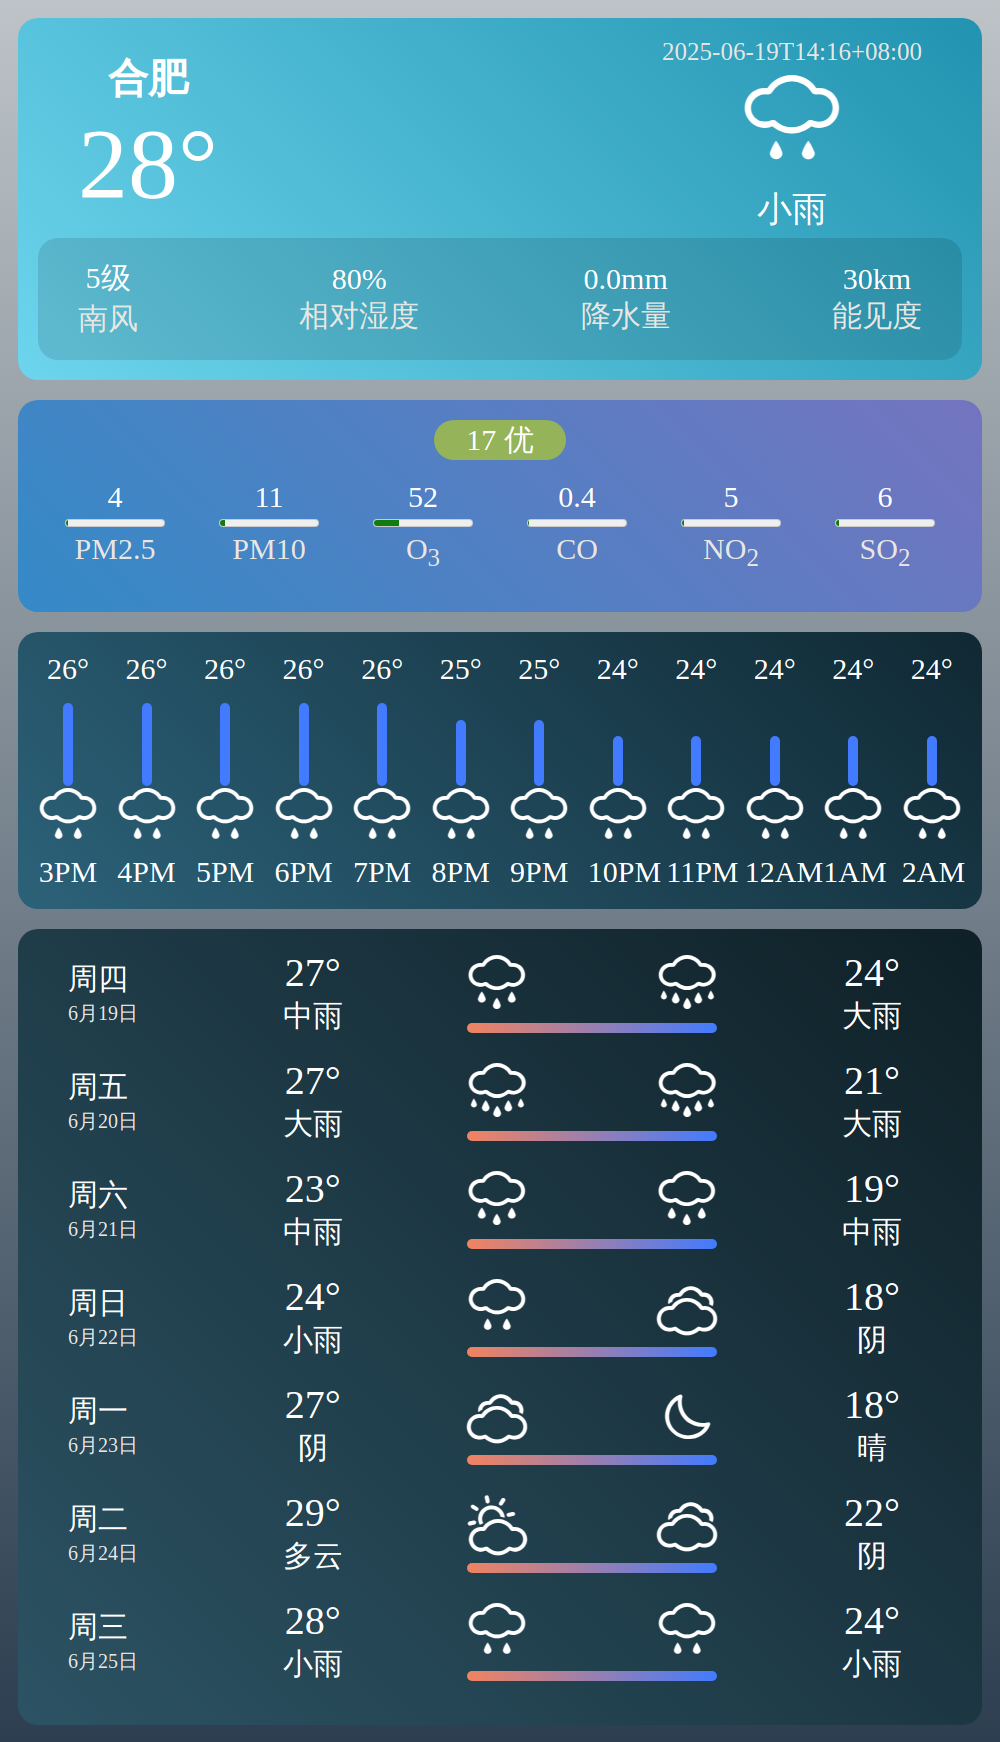 2025-06-19T14:16+08:00
合肥
28°
小雨
5级 80% 0.0mm 30km
南风 相对湿度 降水量 能见度
17 优
4 11 52 0.4 5 6
PM2.5 PM10 O3 CO NO2 SO2
26° 26° 26° 26° 26° 25° 25° 24° 24° 24° 24° 24°
3PM 4PM 5PM 6PM 7PM 8PM 9PM 10PM 11PM 12AM 1AM 2AM
周四 27° 24°
6月19日 中雨 大雨
周五 27° 21°
6月20日 大雨 大雨
周六 23° 19°
6月21日 中雨 中雨
周日 24° 18°
6月22日 小雨 阴
周一 27° 18°
6月23日 阴 晴
周二 29° 22°
6月24日 多云 阴
周三 28° 24°
6月25日 小雨 小雨